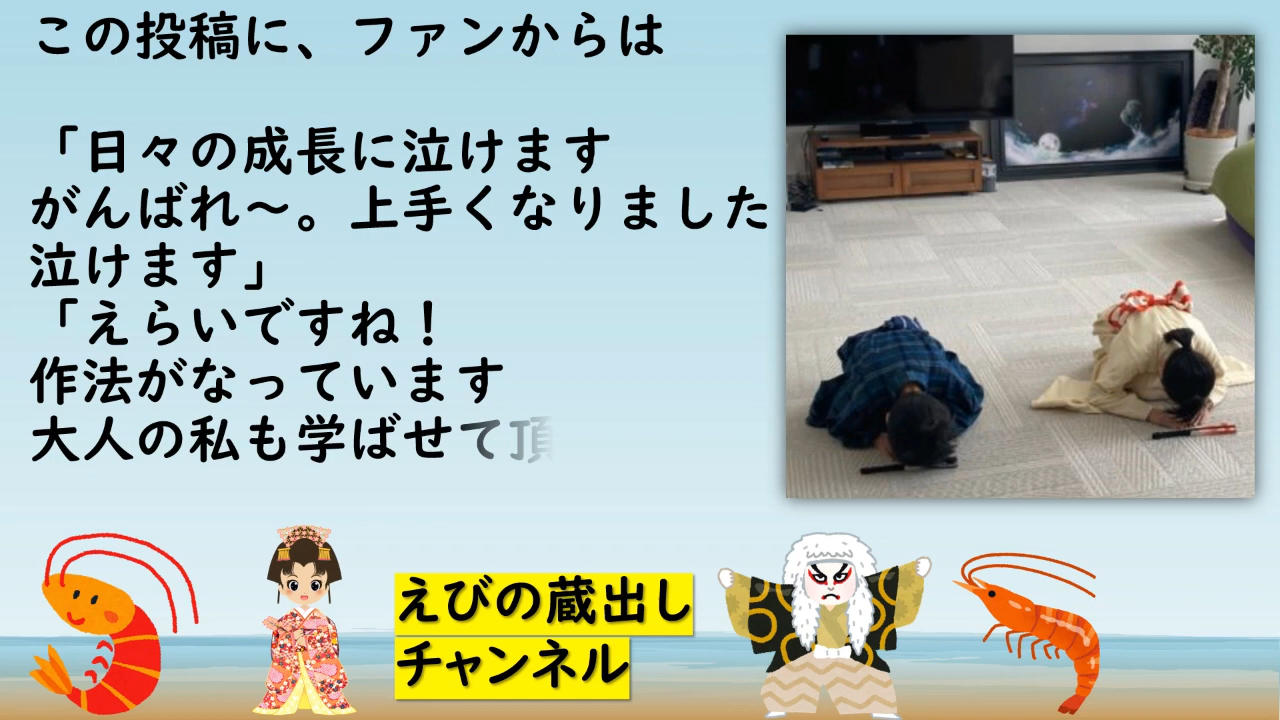 この投稿に、ファンからは
「日々の成長に泣けます
がんばれ～。上手くなりました
泣けます」
「えらいですね！
作法がなっています
大人の私も学ばせて頂
えびの蔵出し
チャンネル